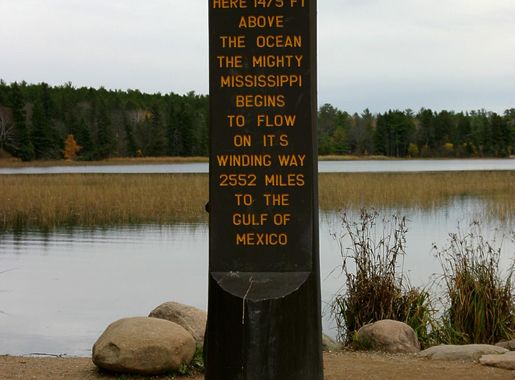 HERE 1475 FT
ABOVE
THE OCEAN
THE MIGHTY
MISSISSIPPI
BEGINS
TO FLOW
ON ITS
WINDING WAY
2552 MILES
TO THE
GULF OF
MEXICO